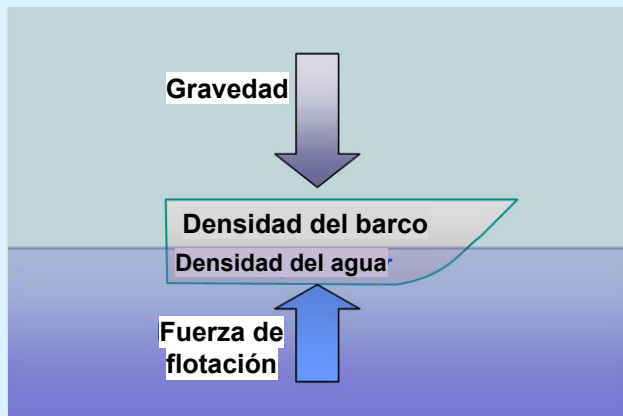 Gravedad
Densidad del barco
Densidad del agua
Fuerza de
flotación